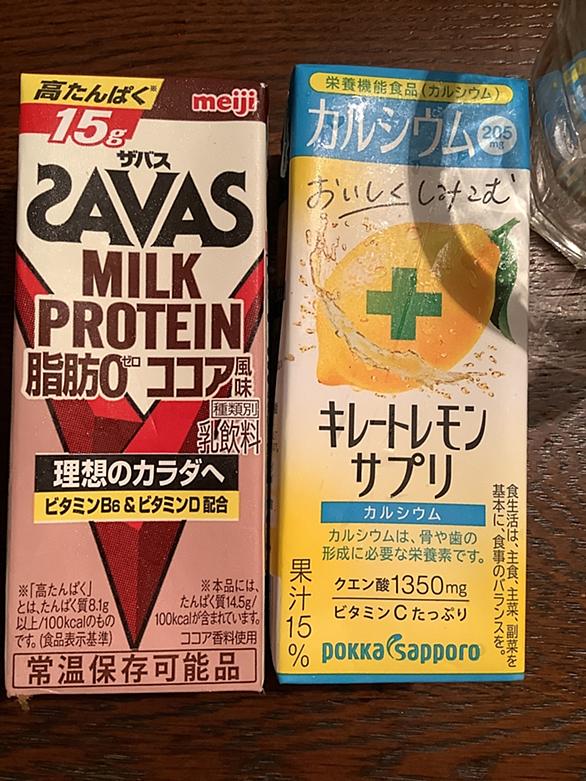 高たんぱく※
15g
meiji
ザバス
SAVAS
MILK
PROTEIN
脂肪0ゼロ ココア風味
種類別
乳飲料
理想のカラダへ
ビタミンB6 & ビタミンD 配合
※「高たんぱく」
とは、たんぱく質8.1g
以上/100kcalのもの
です。(食品表示基準)
※本品には、
たんぱく質14.5g/
100kcalが含まれています。
ココア香料使用
常温保存可能品
栄養機能食品(カルシウム)
カルシウム 205mg
おいしくしみこむ
キレートレモン
サプリ
カルシウム
カルシウムは、骨や歯の
形成に必要な栄養素です。
クエン酸1350mg
ビタミンCたっぷり
果汁15%
食生活は、主食、主菜、副菜を
基本に、食事のバランスを。
POKKA sapporo